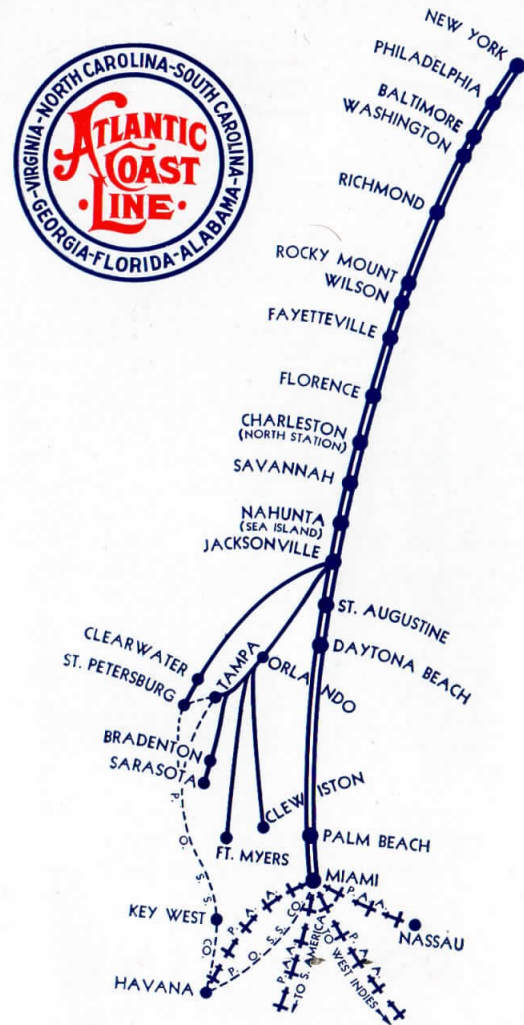 VIRGINIA-NORTH CAROLINA-SOUTH CAROLINA-
GEORGIA-FLORIDA-ALABAMA-
ATLANTIC
COAST
·LINE·
NEW YORK
PHILADELPHIA
BALTIMORE
WASHINGTON
RICHMOND
ROCKY MOUNT
WILSON
FAYETTEVILLE
FLORENCE
CHARLESTON
(NORTH STATION)
SAVANNAH
NAHUNTA
(SEA ISLAND)
JACKSONVILLE
ST. AUGUSTINE
DAYTONA BEACH
CLEARWATER
ST. PETERSBURG
TAMPA
ORLANDO
BRADENTON
SARASOTA
CLEWISTON
FT. MYERS
PALM BEACH
MIAMI
P. O. S. S. CO.
KEY WEST
HAVANA
P. A. A.
P. O. S. S. CO.
P. A. A.
TO S. AMERICA
P. A. A.
TO WEST INDIES
P. A. A.
NASSAU